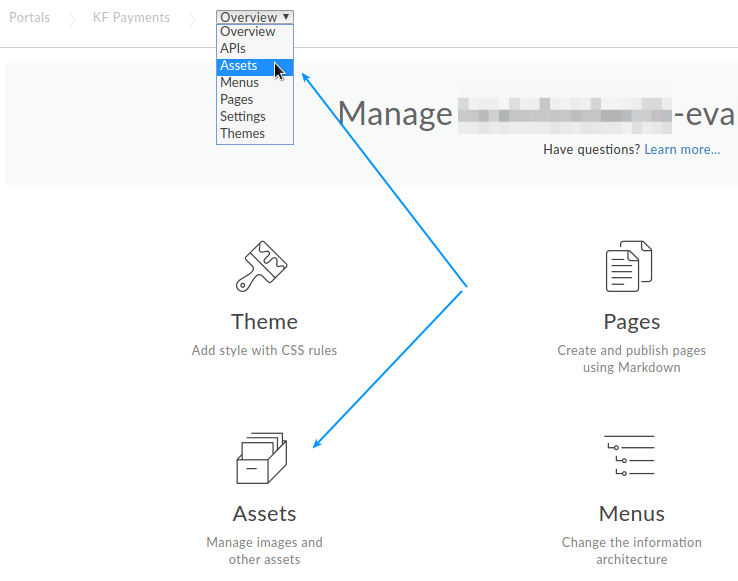 Portals KF Payments Overview
Overview
APIs
Assets
Menus
Pages
Settings
Themes
Manage -eva
Have questions? Learn more...
Theme
Add style with CSS rules
Pages
Create and publish pages
using Markdown
Assets
Manage images and
other assets
Menus
Change the information
architecture